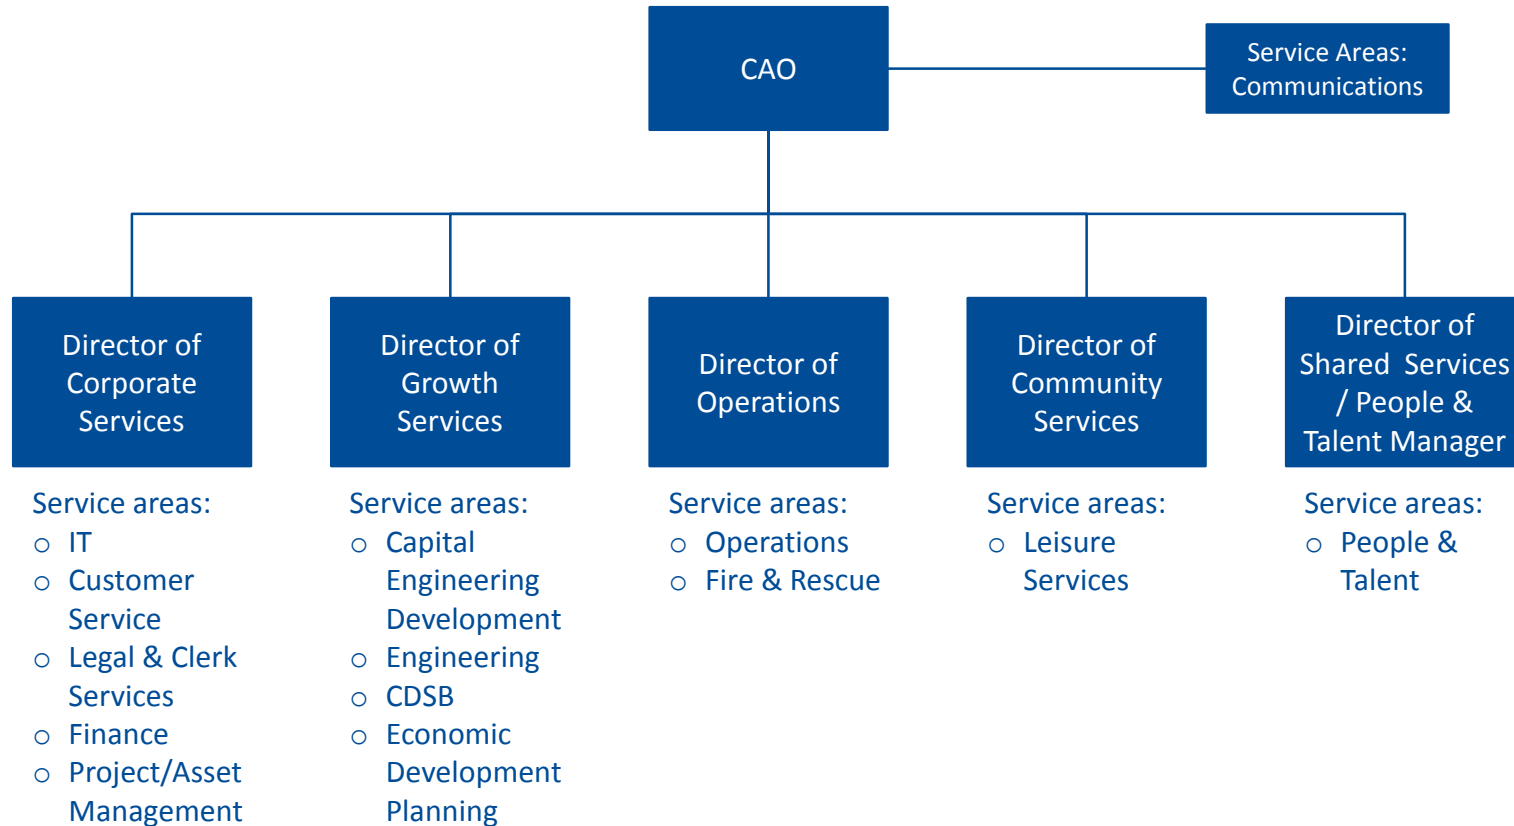 CAO
Service Areas:
Communications
Director of
Corporate
Services
Director of
Growth
Services
Director of
Operations
Director of
Community
Services
Director of
Shared Services
/ People &
Talent Manager
Service areas:
o IT
o Customer
Service
o Legal & Clerk
Services
o Finance
o Project/Asset
Management
Service areas:
o Capital
Engineering
Development
o Engineering
o CDSB
o Economic
Development
Planning
Service areas:
o Operations
o Fire & Rescue
Service areas:
o Leisure
Services
Service areas:
o People &
Talent